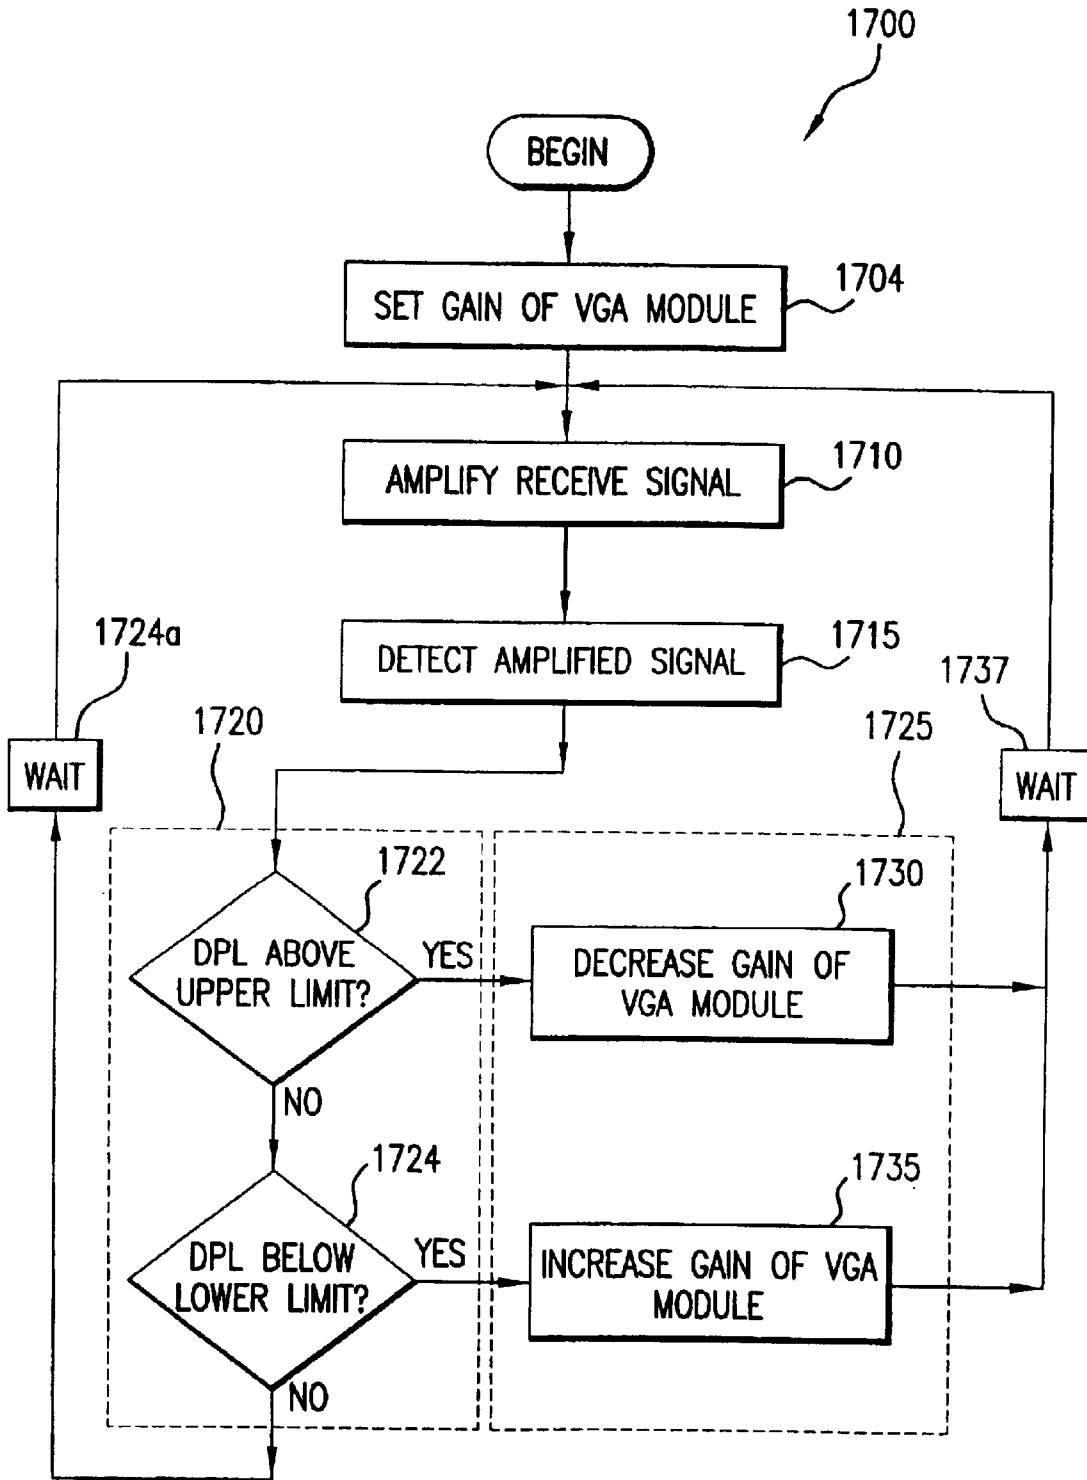 1700
BEGIN
SET GAIN OF VGA MODULE
1704
AMPLIFY RECEIVE SIGNAL
1710
DETECT AMPLIFIED SIGNAL
1715
1724a
WAIT
1720
1725
1737
WAIT
1722
DPL ABOVE
UPPER LIMIT?
YES
NO
1730
DECREASE GAIN OF
VGA MODULE
1724
DPL BELOW
LOWER LIMIT?
YES
NO
1735
INCREASE GAIN OF VGA
MODULE